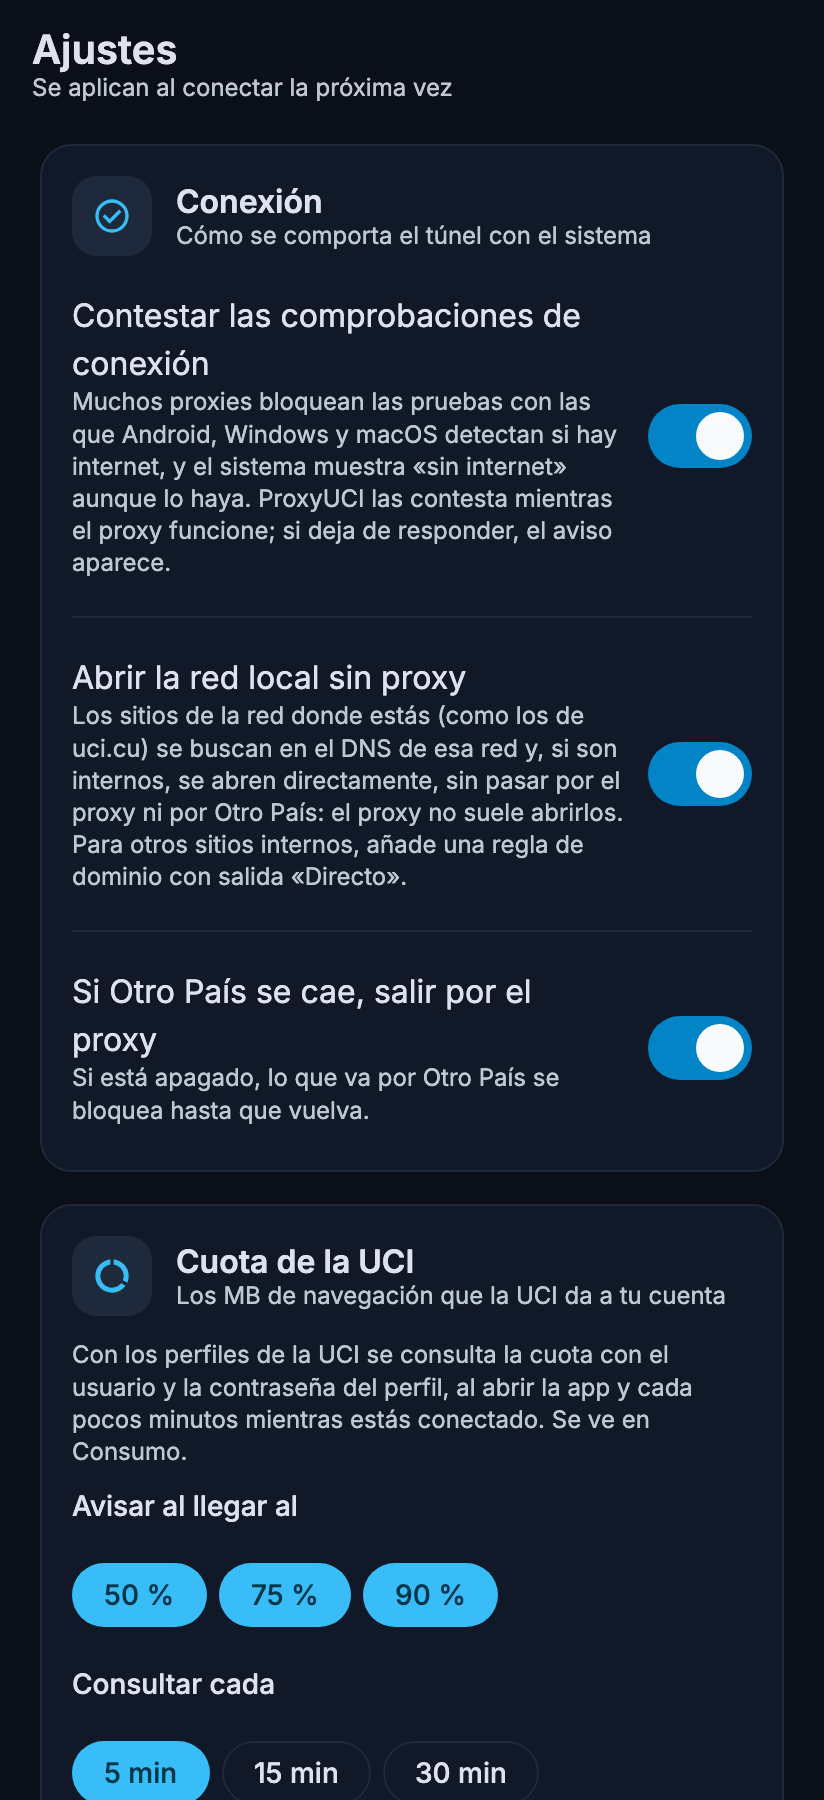 Ajustes
Se aplican al conectar la próxima vez
Conexión
Cómo se comporta el túnel con el sistema
Contestar las comprobaciones de
conexión
Muchos proxies bloquean las pruebas con las
que Android, Windows y macOS detectan si hay
internet, y el sistema muestra «sin internet»
aunque lo haya. ProxyUCI las contesta mientras
el proxy funcione; si deja de responder, el aviso
aparece.
Abrir la red local sin proxy
Los sitios de la red donde estás (como los de
uci.cu) se buscan en el DNS de esa red y, si son
internos, se abren directamente, sin pasar por el
proxy ni por Otro País: el proxy no suele abrirlos.
Para otros sitios internos, añade una regla de
dominio con salida «Directo».
Si Otro País se cae, salir por el
proxy
Si está apagado, lo que va por Otro País se
bloquea hasta que vuelva.
Cuota de la UCI
Los MB de navegación que la UCI da a tu cuenta
Con los perfiles de la UCI se consulta la cuota con el
usuario y la contraseña del perfil, al abrir la app y cada
pocos minutos mientras estás conectado. Se ve en
Consumo.
Avisar al llegar al
50 % 75 % 90 %
Consultar cada
5 min 15 min 30 min